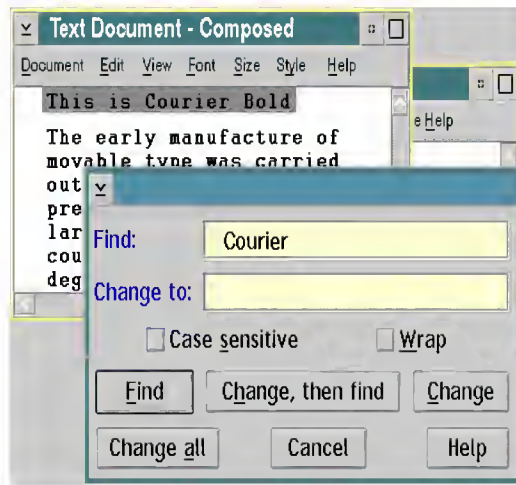 Text Document - Composed
Document Edit View Font Size Style Help
e Help
This is Courier Bold
The early manufacture of
movable type was carried
out
pre
lar
cou
deg
Find: Courier
Change to:
Case sensitive Wrap
Find Change, then find Change
Change all Cancel Help